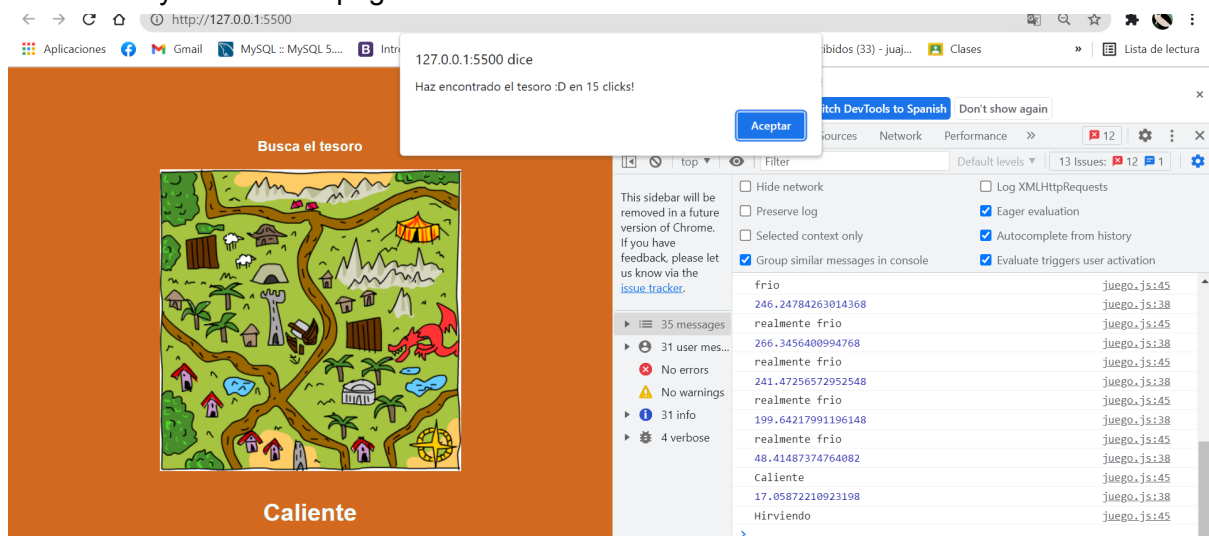 http://127.0.0.1:5500
Aplicaciones Gmail MySQL :: MySQL 5.... Intr
ibidos (33) - juaj... Clases » Lista de lectura
127.0.0.1:5500 dice
Haz encontrado el tesoro :D en 15 clicks!
Aceptar
itch DevTools to Spanish Don't show again
Sources Network Performance » 12
top Filter Default levels 13 Issues: 12 1
Busca el tesoro
This sidebar will be
removed in a future
version of Chrome.
If you have
feedback, please let
us know via the
issue tracker.
35 messages
31 user mes...
No errors
No warnings
31 info
4 verbose
Hide network Log XMLHttpRequests
Preserve log Eager evaluation
Selected context only Autocomplete from history
Group similar messages in console Evaluate triggers user activation
frio juego.js:45
246.24784263014368 juego.js:38
realmente frio juego.js:45
266.3456400994768 juego.js:38
realmente frio juego.js:45
241.47256572952548 juego.js:38
realmente frio juego.js:45
199.64217991196148 juego.js:38
realmente frio juego.js:45
48.41487374764082 juego.js:38
Caliente juego.js:45
17.05872210923198 juego.js:38
Hirviendo juego.js:45
Caliente